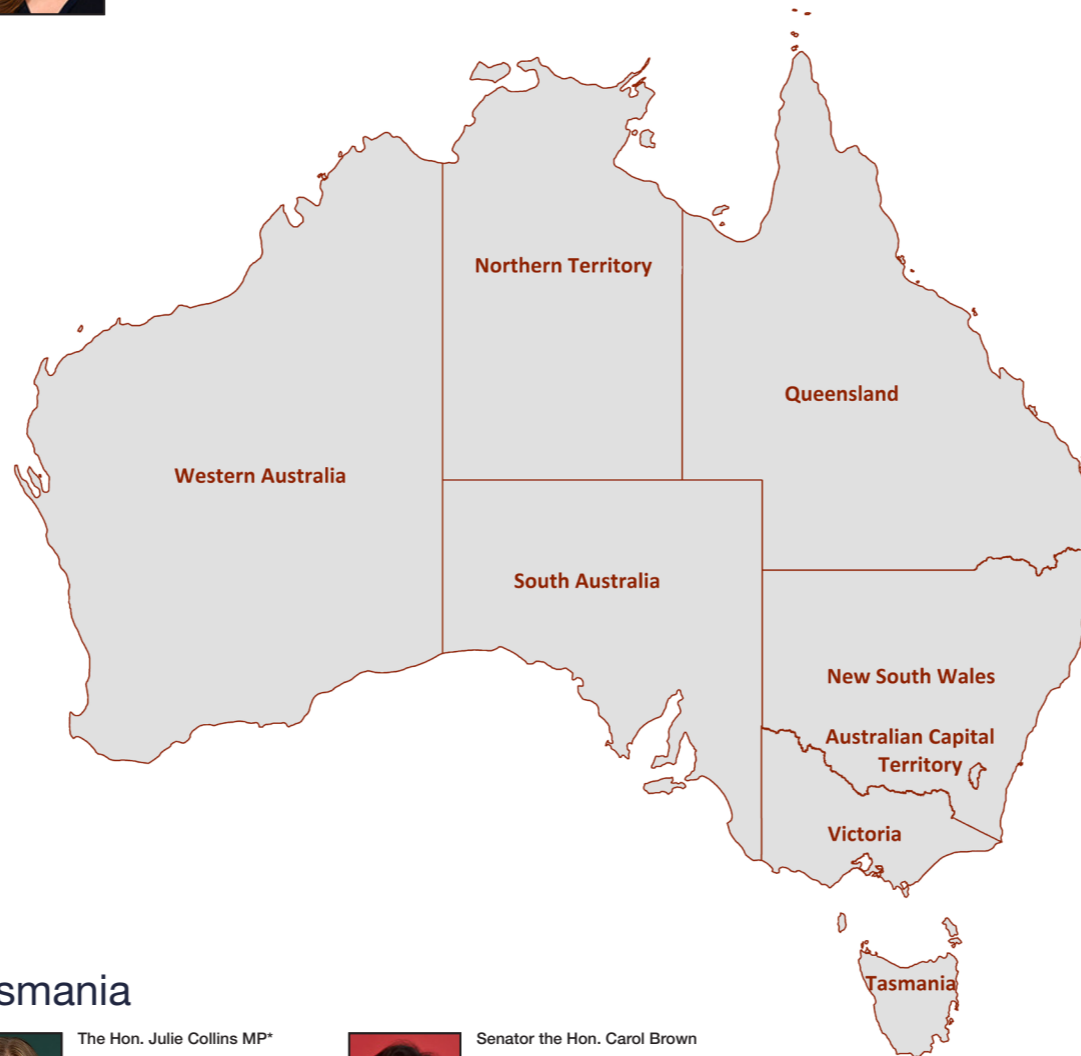 Northern Territory
Queensland
Western Australia
South Australia
New South Wales
Australian Capital
Territory
Victoria
Tasmania
smania
The Hon. Julie Collins MP*
Senator the Hon. Carol Brown